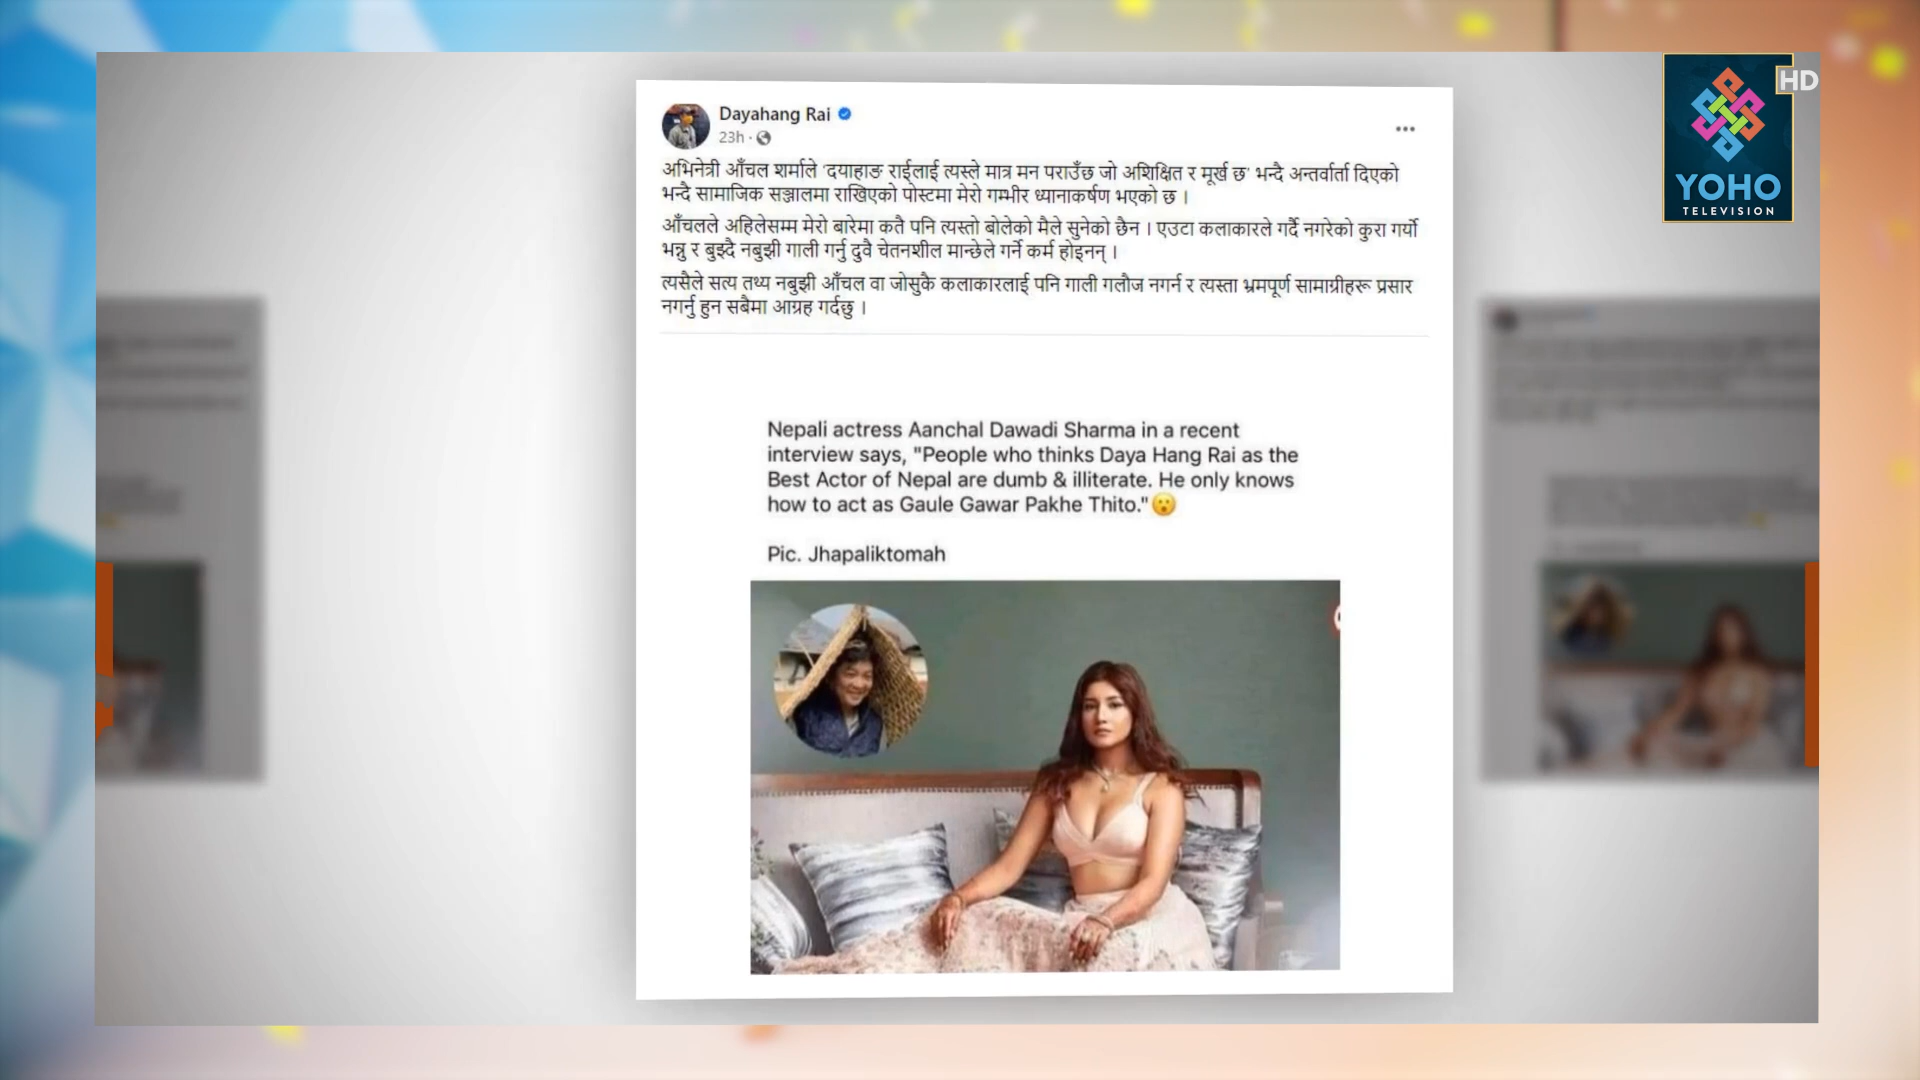 HD
YOHO
TELEVISION
Dayahang Rai
23h ·
अभिनेत्री आँचल शर्माले 'दयाहाङ राईलाई त्यस्ले मात्र मन पराउँछ जो अशिक्षित र मूर्ख छ' भन्दै अन्तर्वार्ता दिएको
भन्दै सामाजिक सञ्जालमा राखिएको पोस्टमा मेरो गम्भीर ध्यानाकर्षण भएको छ ।
आँचलले अहिलेसम्म मेरो बारेमा कतै पनि त्यस्तो बोलेको मैले सुनेको छैन । एउटा कलाकारले गर्दै नगरेको कुरा गर्यो
भन्नु र बुझ्दै नबुझी गाली गर्नु दुवै चेतनशील मान्छेले गर्ने कर्म होइनन् ।
त्यसैले सत्य तथ्य नबुझी आँचल वा जोसुकै कलाकारलाई पनि गाली गलौज नगर्न र त्यस्ता भ्रमपूर्ण सामाग्रीहरू प्रसार
नगर्नु हुन सबैमा आग्रह गर्दछु ।
Nepali actress Aanchal Dawadi Sharma in a recent
interview says, "People who thinks Daya Hang Rai as the
Best Actor of Nepal are dumb & illiterate. He only knows
how to act as Gaule Gawar Pakhe Thito."😮
Pic. Jhapaliktomah